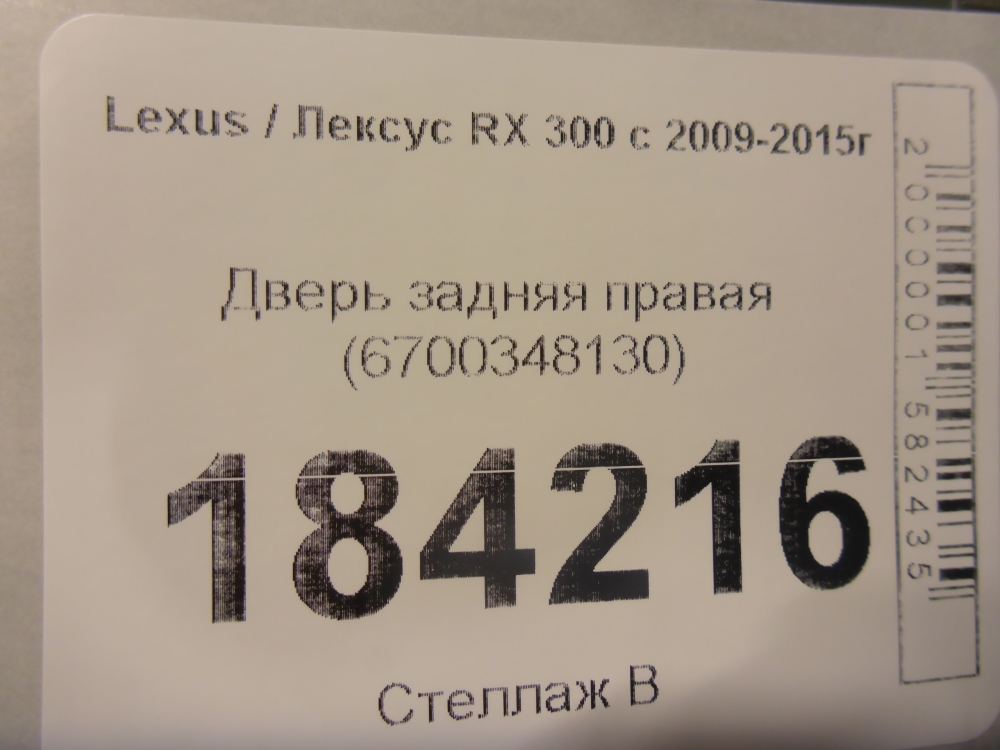 Lexus / Лексус RX 300 с 2009-2015г
Дверь задняя правая
(6700348130)
184216
Стеллаж В
2000001582435